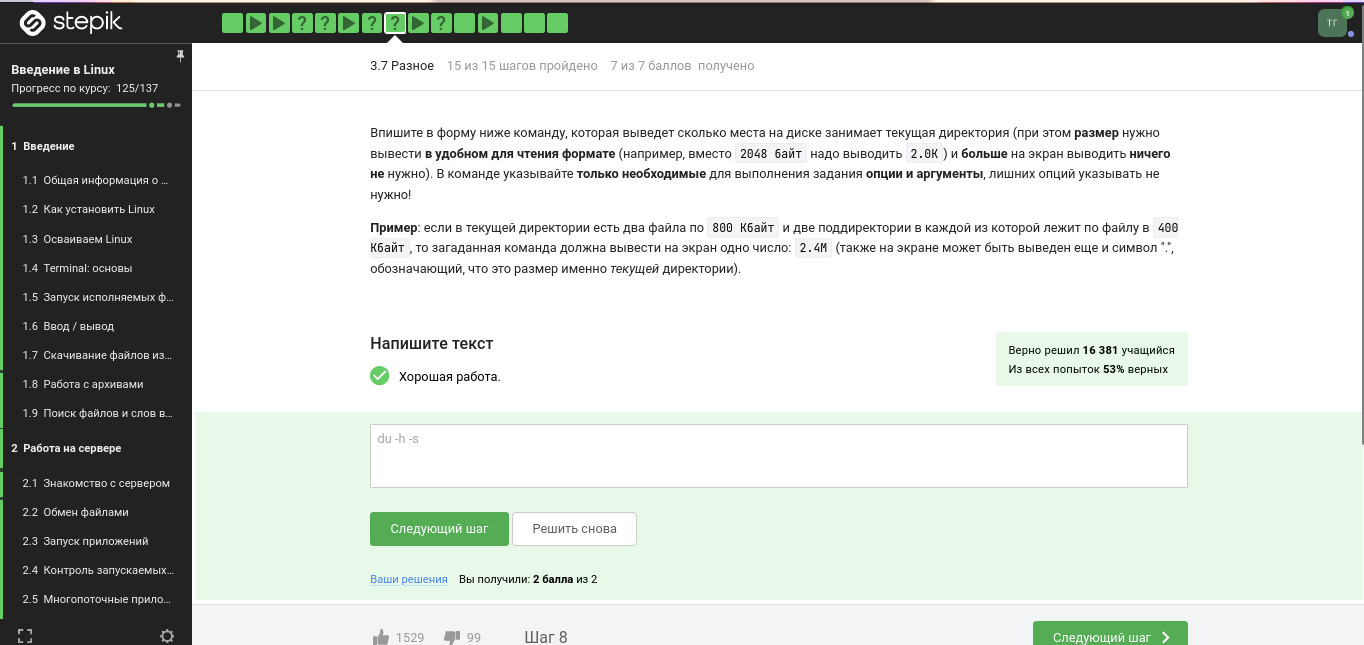 stepik
? ? ? ? ?
ТГ
1
Введение в Linux
Прогресс по курсу: 125/137
1 Введение
1.1 Общая информация о ...
1.2 Как установить Linux
1.3 Осваиваем Linux
1.4 Terminal: основы
1.5 Запуск исполняемых ф...
1.6 Ввод / вывод
1.7 Скачивание файлов из...
1.8 Работа с архивами
1.9 Поиск файлов и слов в...
2 Работа на сервере
2.1 Знакомство с сервером
2.2 Обмен файлами
2.3 Запуск приложений
2.4 Контроль запускаемых...
2.5 Многопоточные прило...
3.7 Разное 15 из 15 шагов пройдено 7 из 7 баллов получено
Впишите в форму ниже команду, которая выведет сколько места на диске занимает текущая директория (при этом размер нужно
вывести в удобном для чтения формате (например, вместо 2048 байт надо выводить 2.0K ) и больше на экран выводить ничего
не нужно). В команде указывайте только необходимые для выполнения задания опции и аргументы, лишних опций указывать не
нужно!
Пример: если в текущей директории есть два файла по 800 Кбайт и две поддиректории в каждой из которой лежит по файлу в 400
Кбайт , то загаданная команда должна вывести на экран одно число: 2.4M (также на экране может быть выведен еще и символ ".",
обозначающий, что это размер именно текущей директории).
Напишите текст
Хорошая работа.
Верно решил 16 381 учащийся
Из всех попыток 53% верных
du -h -s
Следующий шаг Решить снова
Ваши решения Вы получили: 2 балла из 2
1529 99 Шаг 8 Следующий шаг